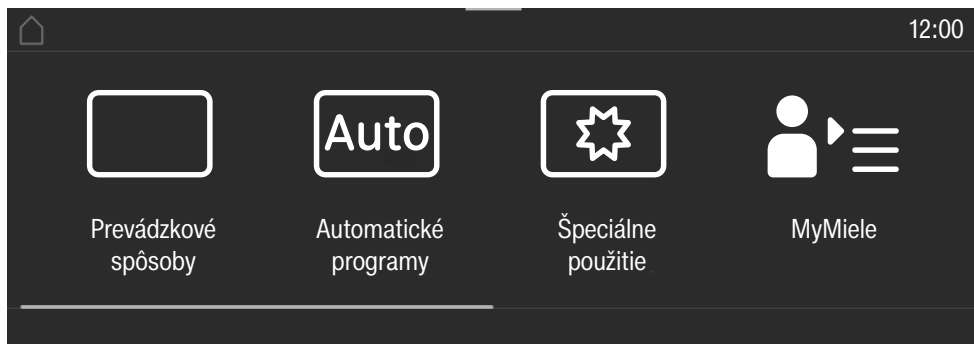 12:00
Auto
Prevádzkové
spôsoby
Automatické
programy
Špeciálne
použitie
MyMiele